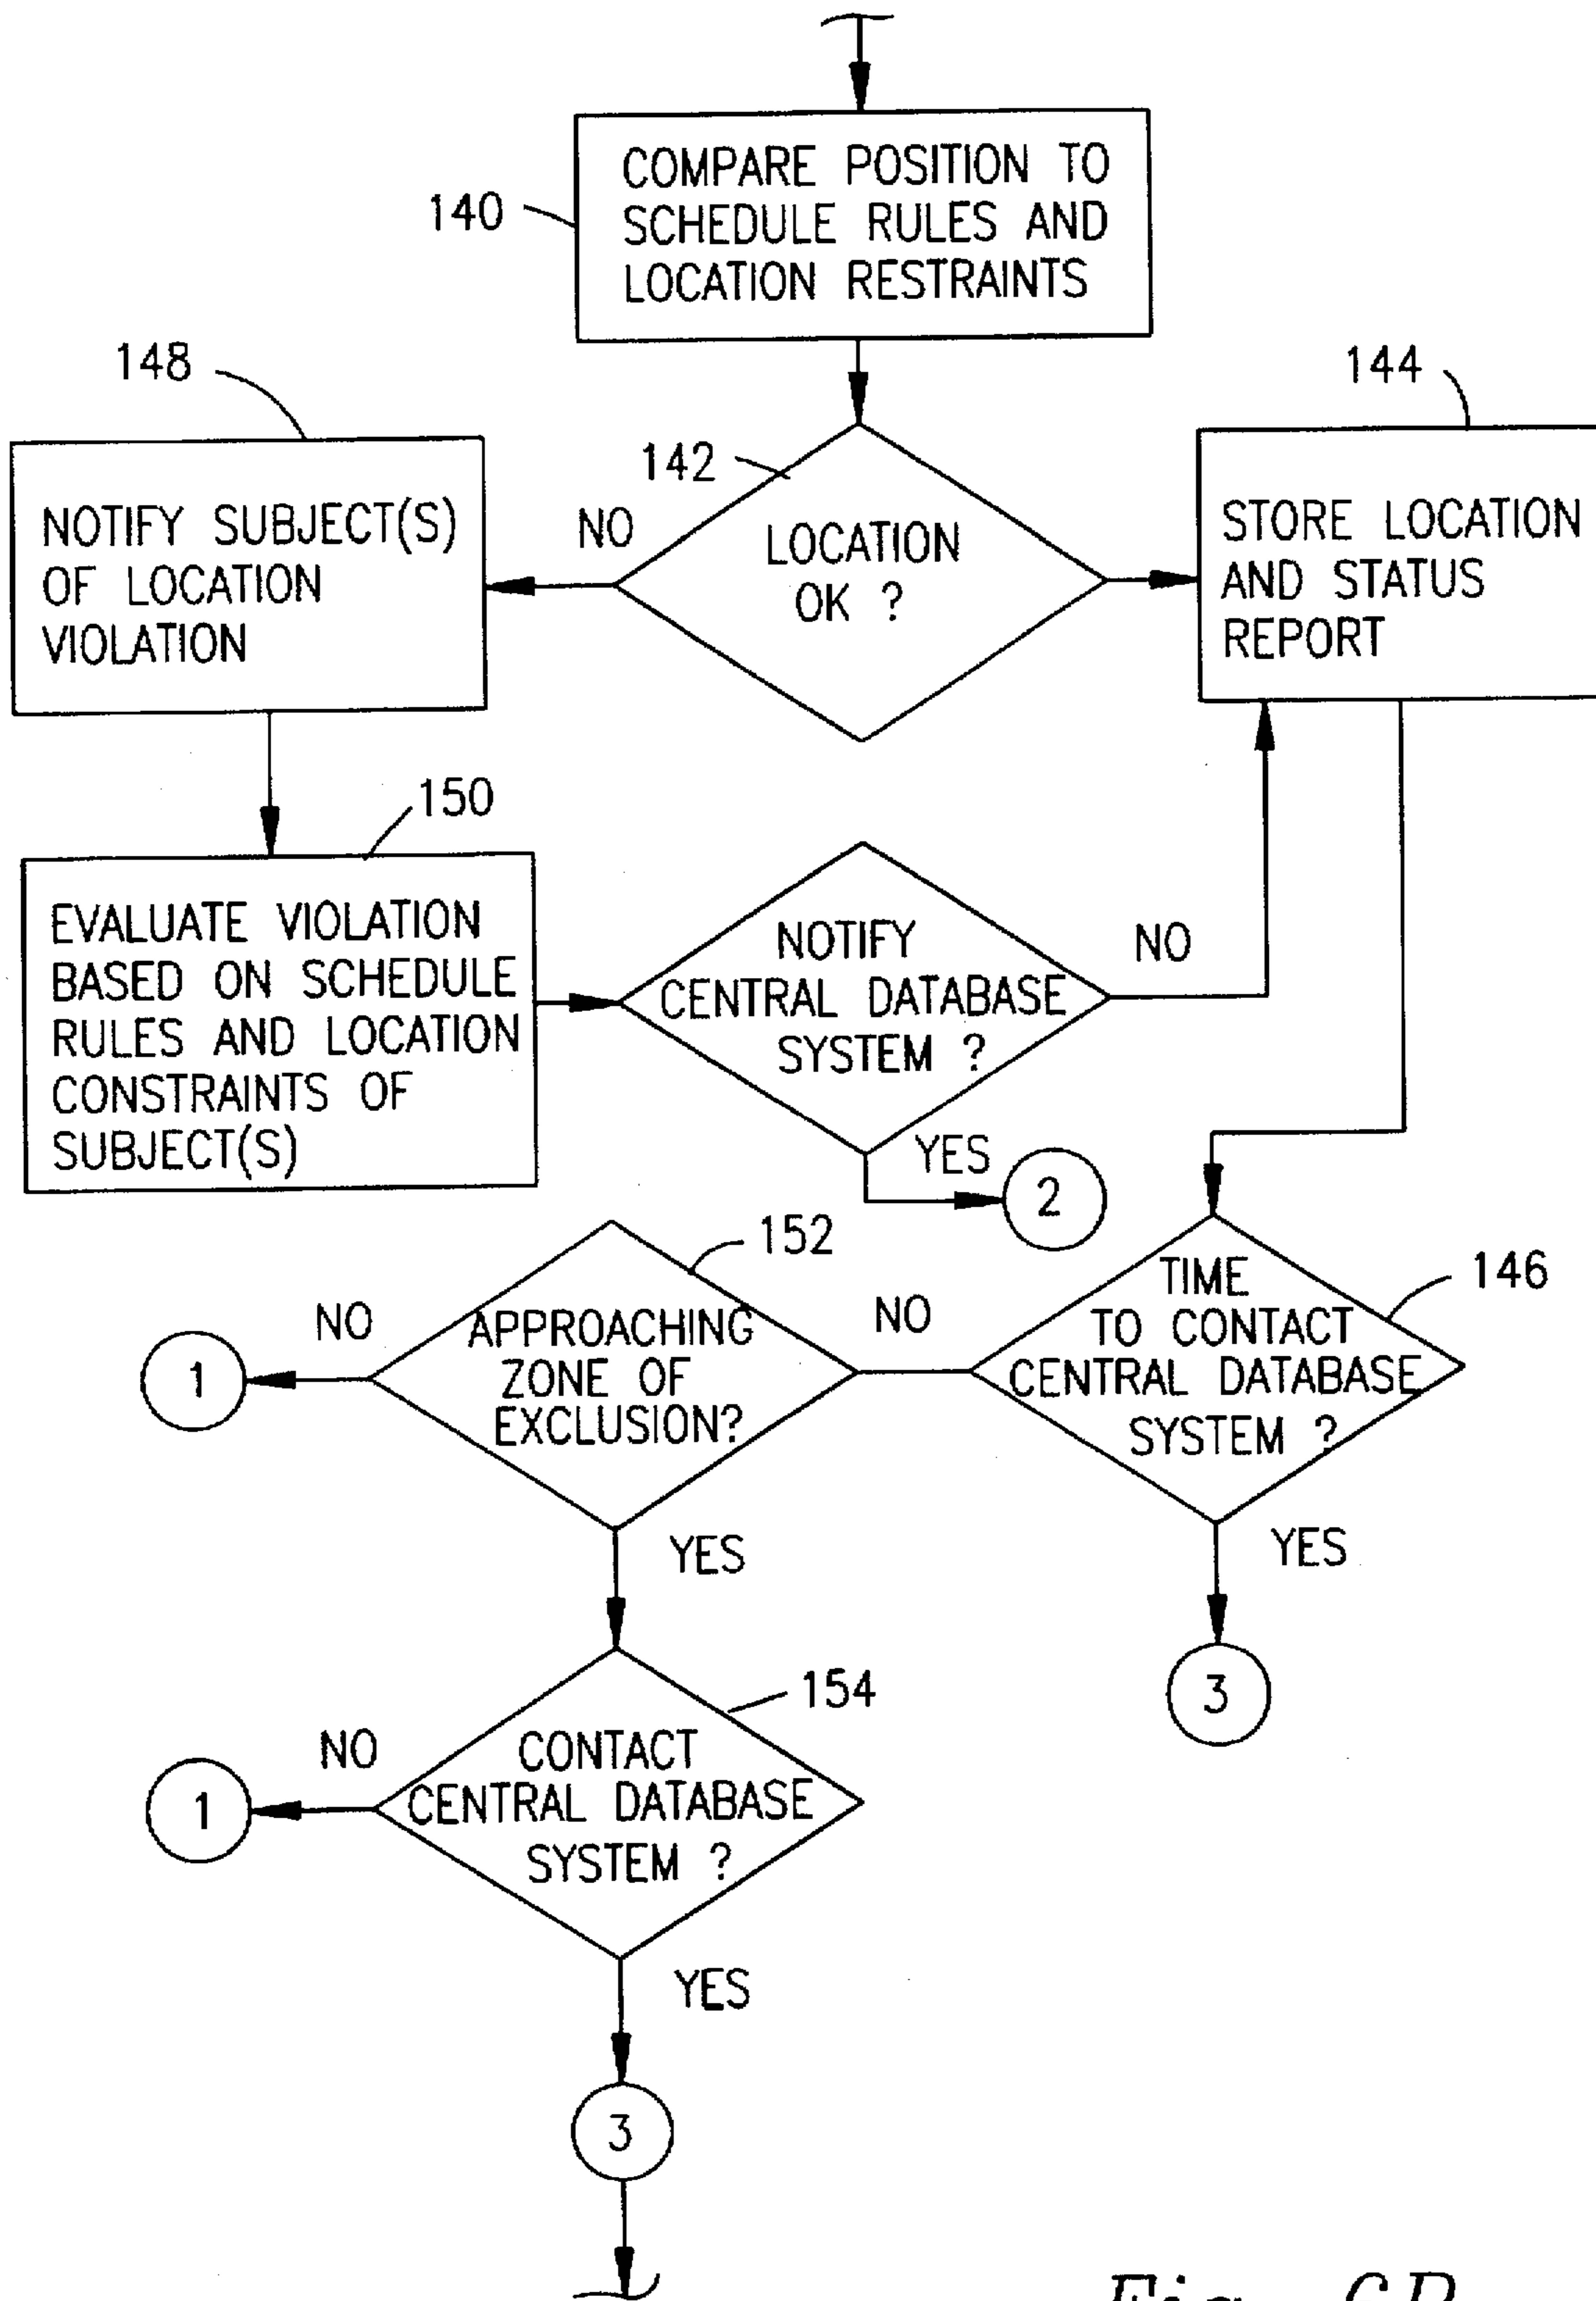 140
COMPARE POSITION TO
SCHEDULE RULES AND
LOCATION RESTRAINTS
148
144
142
NO
LOCATION
OK ?
NOTIFY SUBJECT(S)
OF LOCATION
VIOLATION
STORE LOCATION
AND STATUS
REPORT
150
EVALUATE VIOLATION
BASED ON SCHEDULE
RULES AND LOCATION
CONSTRAINTS OF
SUBJECT(S)
NOTIFY
CENTRAL DATABASE
SYSTEM ?
NO
YES
2
152
146
NO
APPROACHING
ZONE OF
EXCLUSION?
NO
TIME
TO CONTACT
CENTRAL DATABASE
SYSTEM ?
1
YES
YES
3
154
NO
CONTACT
CENTRAL DATABASE
SYSTEM ?
1
YES
3